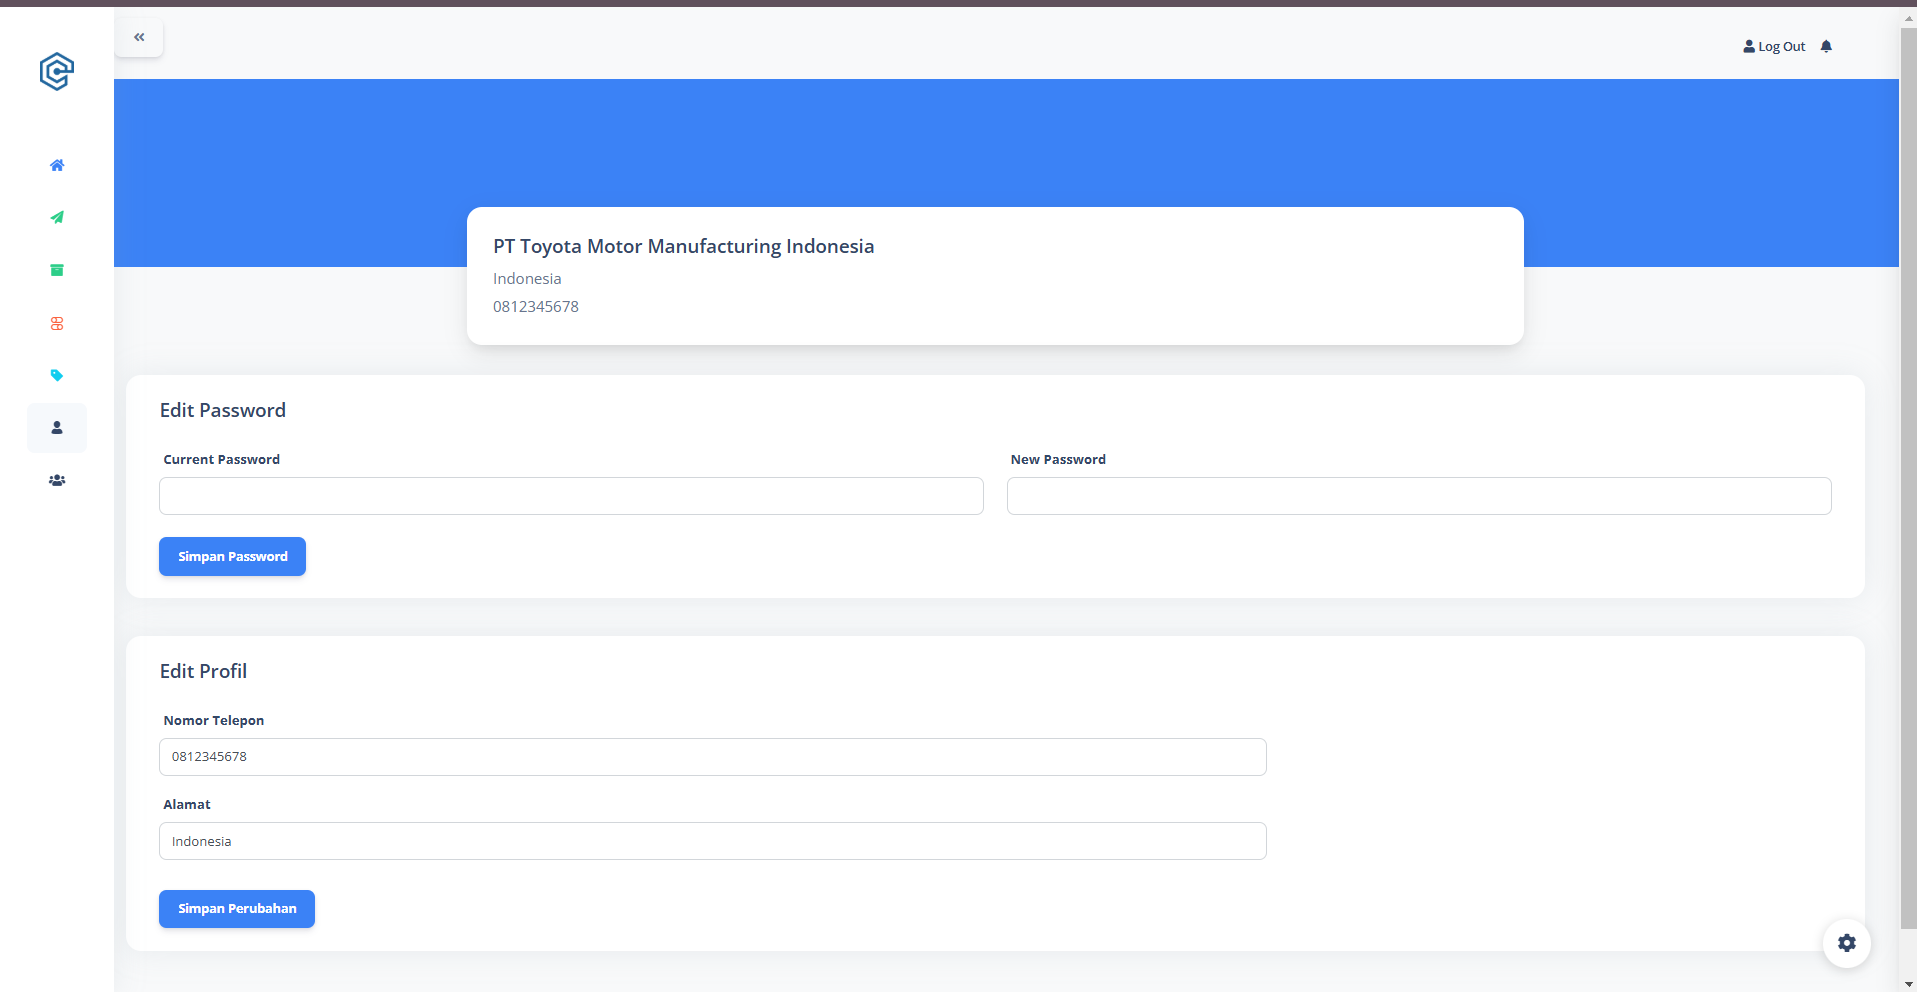 Log Out
PT Toyota Motor Manufacturing Indonesia
Indonesia
0812345678
Edit Password
Current Password
New Password
Simpan Password
Edit Profil
Nomor Telepon
0812345678
Alamat
Indonesia
Simpan Perubahan